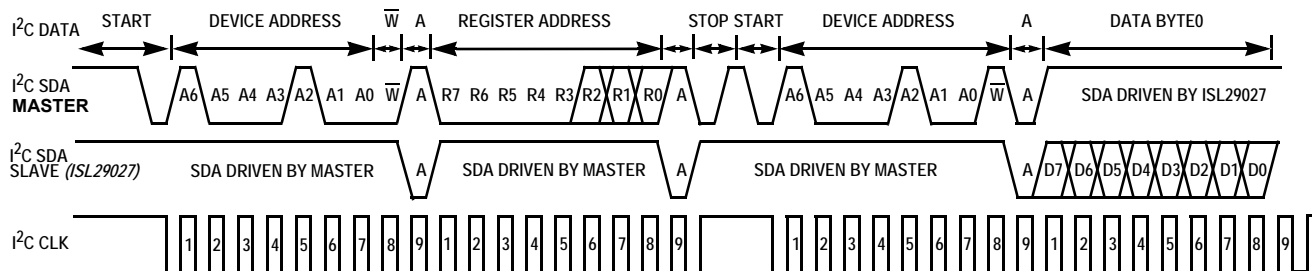 I²C DATA START DEVICE ADDRESS W̅ A REGISTER ADDRESS STOP START DEVICE ADDRESS A DATA BYTE0
I²C SDA
MASTER A6 A5 A4 A3 A2 A1 A0 W̅ A R7 R6 R5 R4 R3 R2 R1 R0 A A6 A5 A4 A3 A2 A1 A0 W̅ A SDA DRIVEN BY ISL29027
I²C SDA
SLAVE (ISL29027) SDA DRIVEN BY MASTER A SDA DRIVEN BY MASTER A SDA DRIVEN BY MASTER A D7 D6 D5 D4 D3 D2 D1 D0
I²C CLK 1 2 3 4 5 6 7 8 9 1 2 3 4 5 6 7 8 9 1 2 3 4 5 6 7 8 9 1 2 3 4 5 6 7 8 9